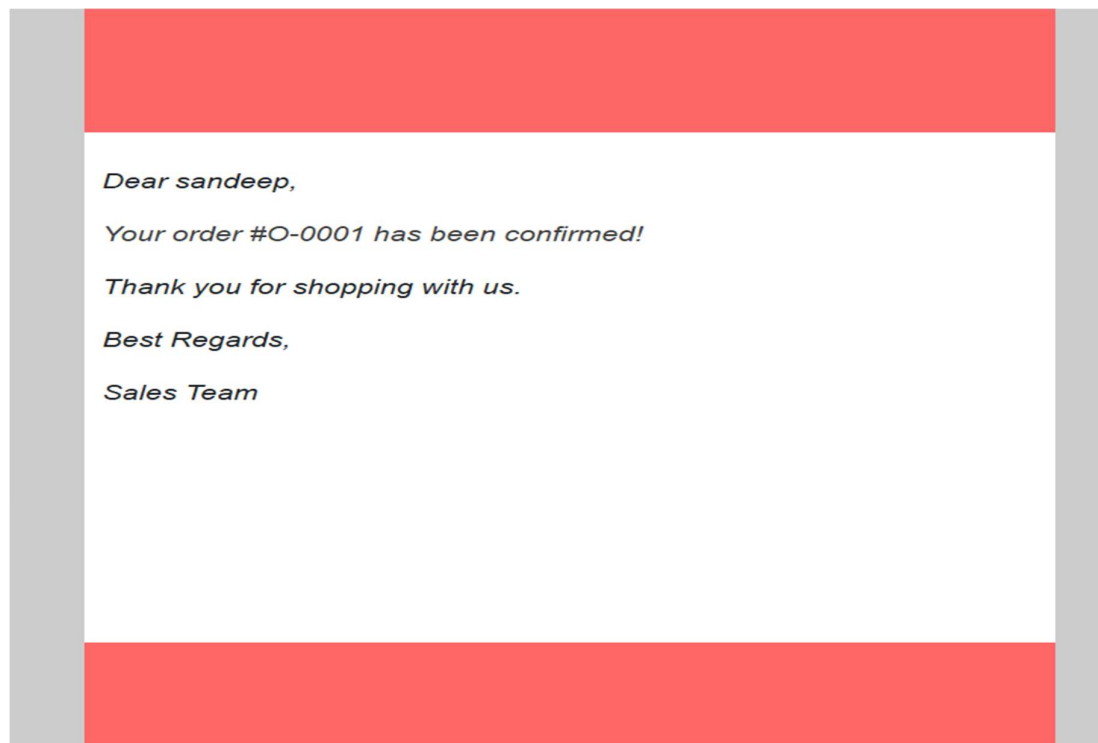 Dear sandeep,
Your order #O-0001 has been confirmed!
Thank you for shopping with us.
Best Regards,
Sales Team